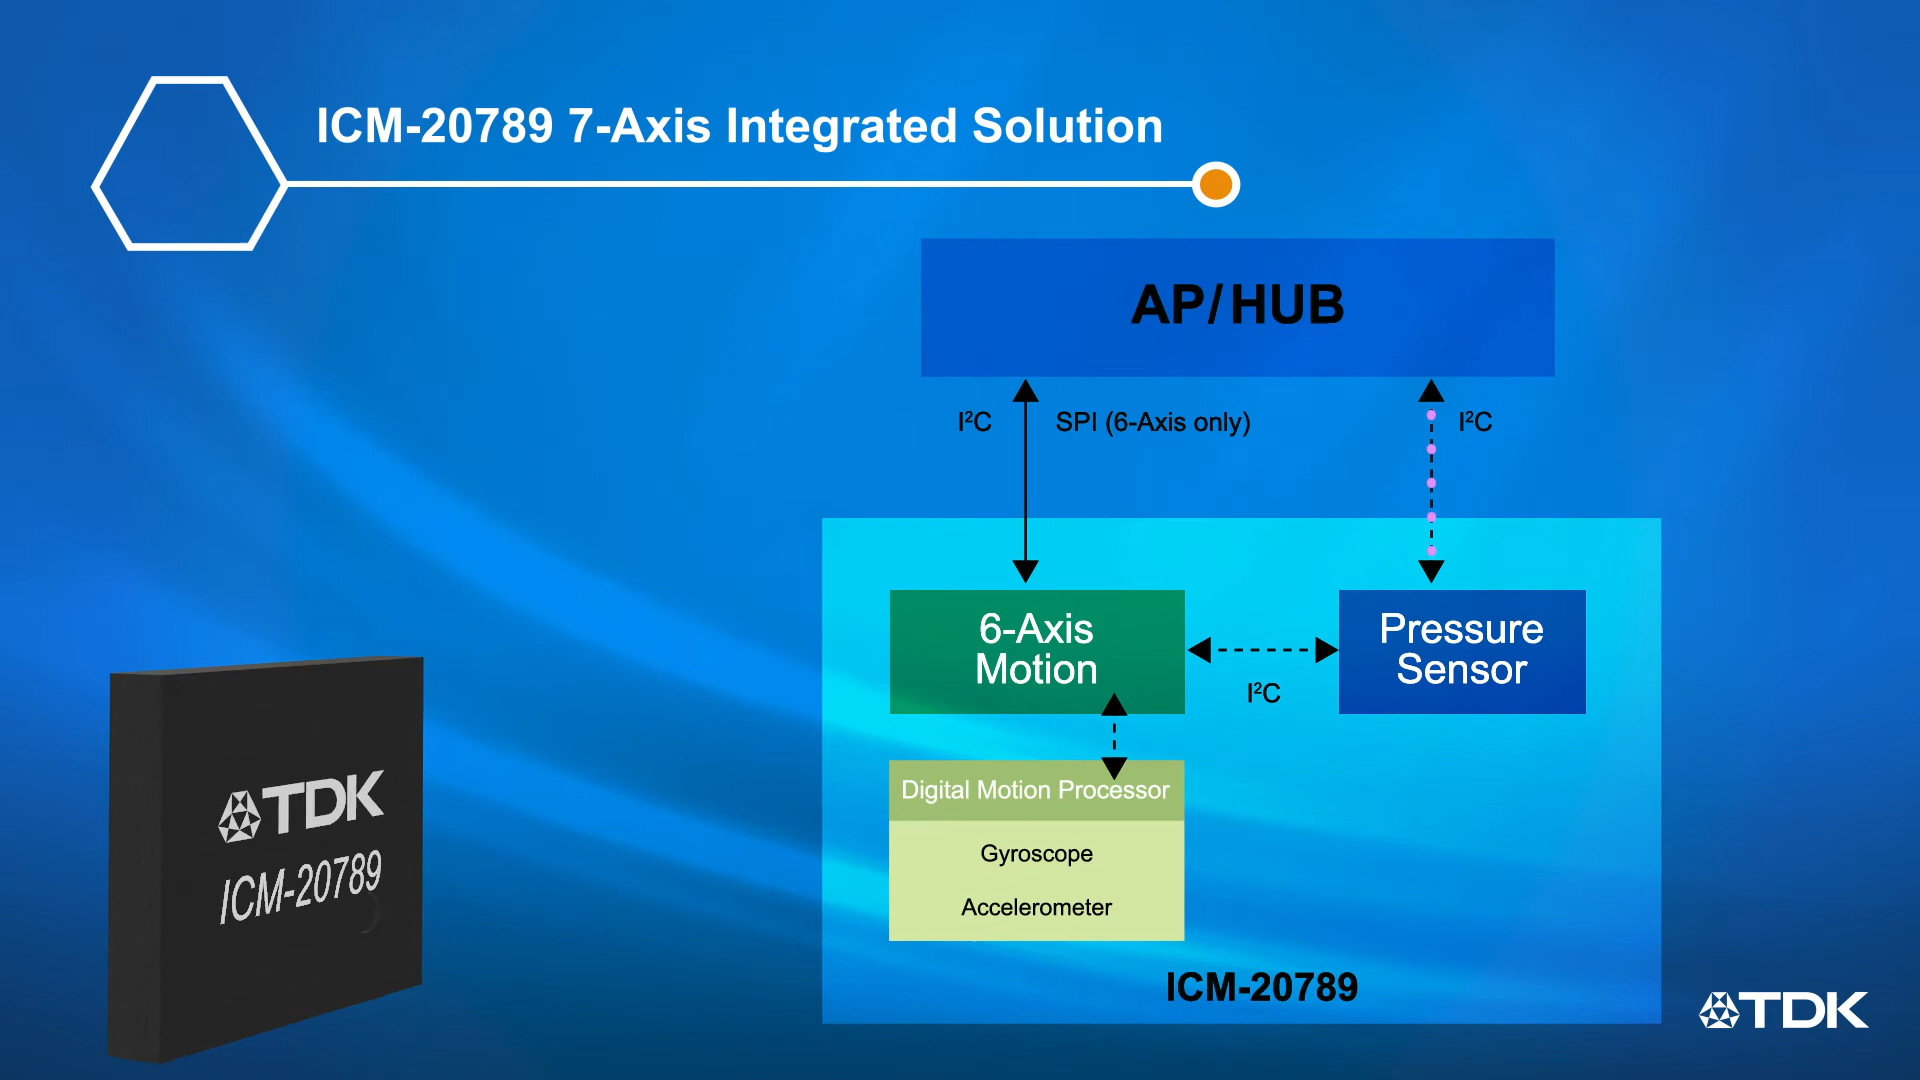 ICM-20789 7-Axis Integrated Solution
AP/HUB
I²C
SPI (6-Axis only)
I²C
6-Axis
Motion
I²C
Pressure
Sensor
Digital Motion Processor
Gyroscope
Accelerometer
ICM-20789
TDK
ICM-20789
TDK